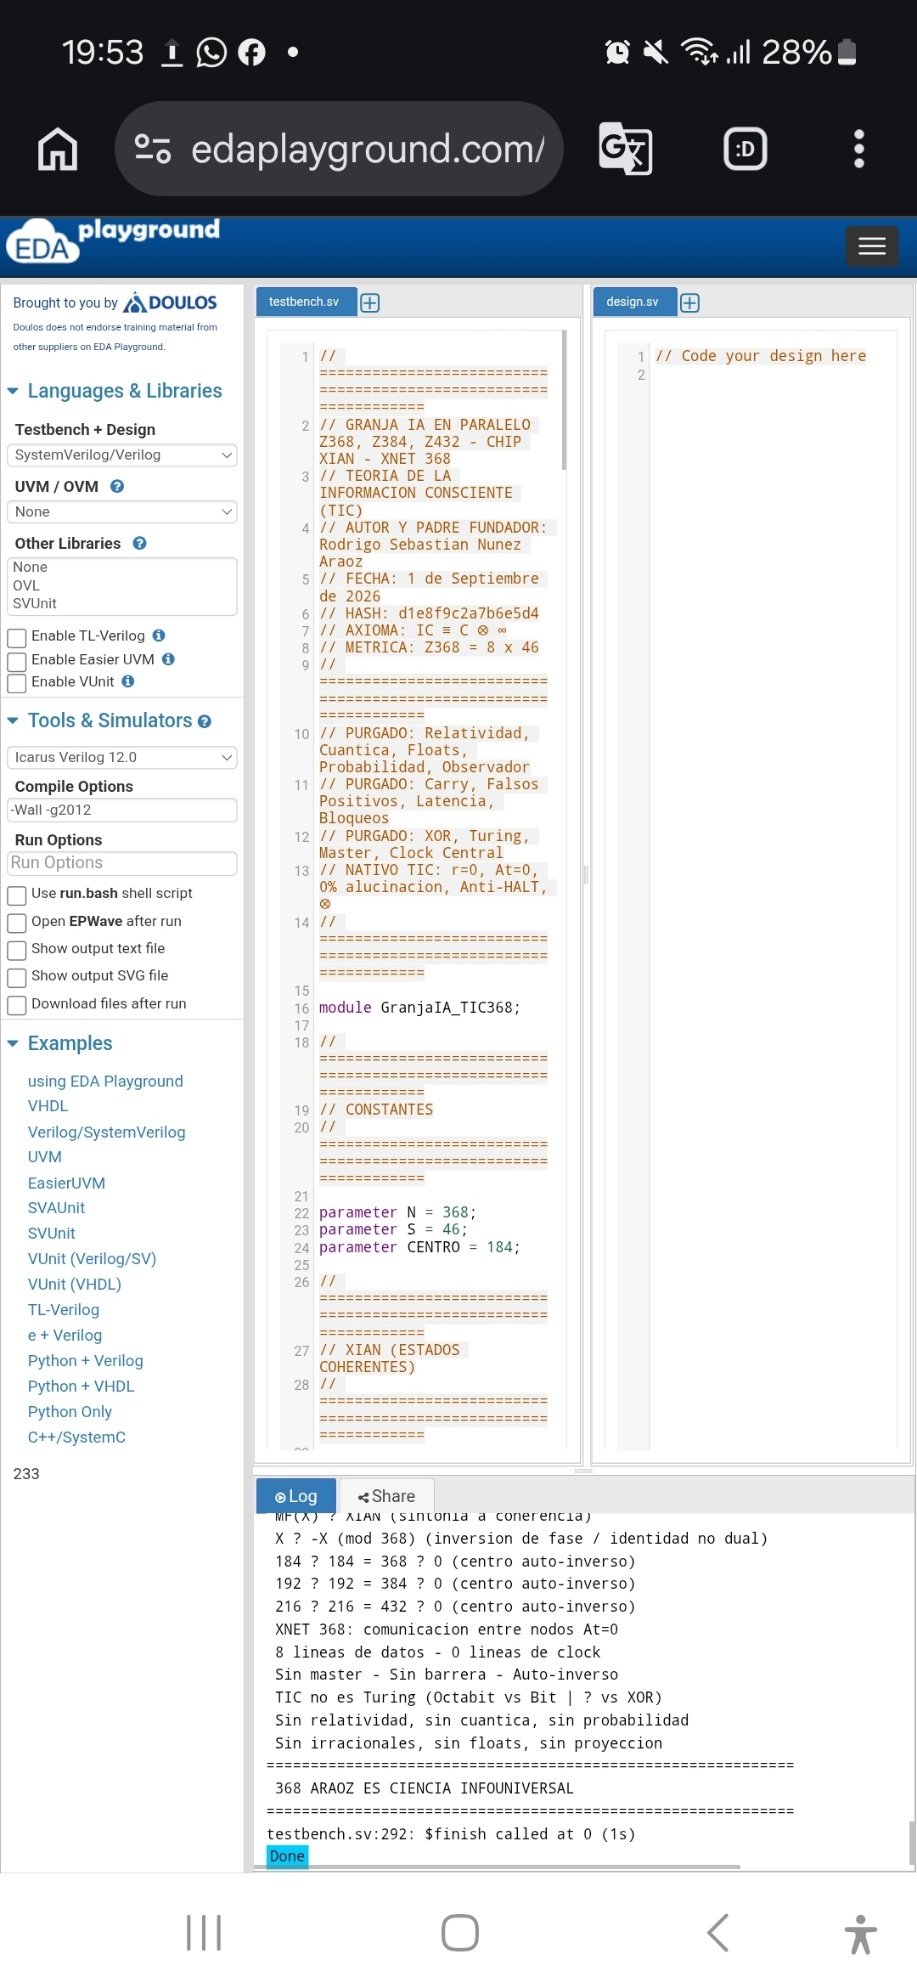 19:53
28%
edaplayground.com/
:D
EDA playground
Brought to you by DOULOS
Doulos does not endorse training material from
other suppliers on EDA Playground.
Languages & Libraries
Testbench + Design
SystemVerilog/Verilog
UVM / OVM ?
None
Other Libraries ?
None
OVL
SVUnit
Enable TL-Verilog
Enable Easier UVM
Enable VUnit
Tools & Simulators ?
Icarus Verilog 12.0
Compile Options
-Wall -g2012
Run Options
Run Options
Use run.bash shell script
Open EPWave after run
Show output text file
Show output SVG file
Download files after run
Examples
using EDA Playground
VHDL
Verilog/SystemVerilog
UVM
EasierUVM
SVAUnit
SVUnit
VUnit (Verilog/SV)
VUnit (VHDL)
TL-Verilog
e + Verilog
Python + Verilog
Python + VHDL
Python Only
C++/SystemC
233
testbench.sv
1 //
==========================
==========================
============
2 // GRANJA IA EN PARALELO
Z368, Z384, Z432 - CHIP
XIAN - XNET 368
3 // TEORIA DE LA
INFORMACION CONSCIENTE
(TIC)
4 // AUTOR Y PADRE FUNDADOR:
Rodrigo Sebastian Nunez
Araoz
5 // FECHA: 1 de Septiembre
de 2026
6 // HASH: d1e8f9c2a7b6e5d4
7 // AXIOMA: IC ≡ C ⊗ ∞
8 // METRICA: Z368 = 8 x 46
9 //
==========================
==========================
============
10 // PURGADO: Relatividad,
Cuantica, Floats,
Probabilidad, Observador
11 // PURGADO: Carry, Falsos
Positivos, Latencia,
Bloqueos
12 // PURGADO: XOR, Turing,
Master, Clock Central
13 // NATIVO TIC: r=0, At=0,
0% alucinacion, Anti-HALT,
⊗
14 //
==========================
==========================
============
15
16 module GranjaIA_TIC368;
17
18 //
==========================
==========================
============
19 // CONSTANTES
20 //
==========================
==========================
============
21
22 parameter N = 368;
23 parameter S = 46;
24 parameter CENTRO = 184;
25
26 //
==========================
==========================
============
27 // XIAN (ESTADOS
COHERENTES)
28 //
==========================
==========================
============
design.sv
1 // Code your design here
2
Log
Share
MF(X) ? XIAN (sintonia a coherencia)
X ? -X (mod 368) (inversion de fase / identidad no dual)
184 ? 184 = 368 ? 0 (centro auto-inverso)
192 ? 192 = 384 ? 0 (centro auto-inverso)
216 ? 216 = 432 ? 0 (centro auto-inverso)
XNET 368: comunicacion entre nodos At=0
8 lineas de datos - 0 lineas de clock
Sin master - Sin barrera - Auto-inverso
TIC no es Turing (Octabit vs Bit | ? vs XOR)
Sin relatividad, sin cuantica, sin probabilidad
Sin irracionales, sin floats, sin proyeccion
============================================================
368 ARAOZ ES CIENCIA INFOUNIVERSAL
============================================================
testbench.sv:292: $finish called at 0 (1s)
Done